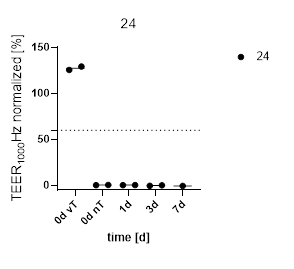 24
TEER1000Hz normalized [%]
150
100
50
0
0d vT
0d nT
1d
3d
7d
time [d]
24